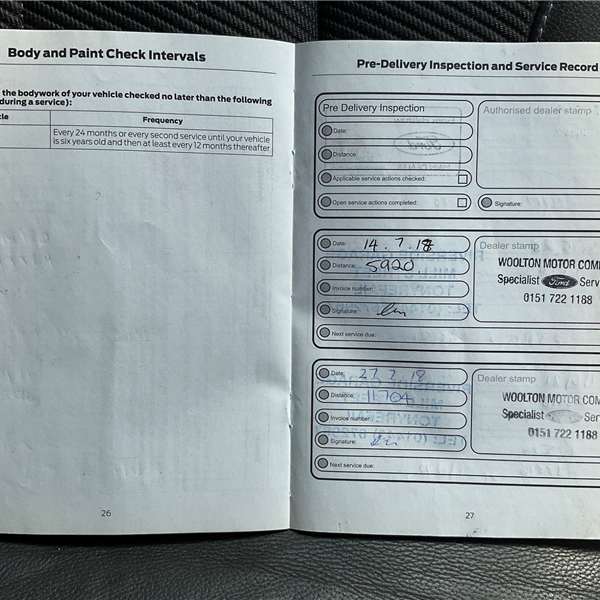 Body and Paint Check Intervals
the bodywork of your vehicle checked no later than the following
during a service):
cle Frequency
Every 24 months or every second service until your vehicle
is six years old and then at least every 12 months thereafter
26
Pre-Delivery Inspection and Service Record
Pre Delivery Inspection
Date:
Distance:
Applicable service actions checked:
Open service actions completed:
Authorised dealer stamp
Signature:
Date: 14.7.18
Distance: 5920
Invoice number:
Signature:
Next service due:
Dealer stamp
WOOLTON MOTOR COM
Specialist Ford Serv
0151 722 1188
Date: 27.7.18
Distance: 11704
Invoice number:
Signature:
Next service due:
Dealer stamp
WOOLTON MOTOR COM
Specialist Ser
0151 722 1188
27